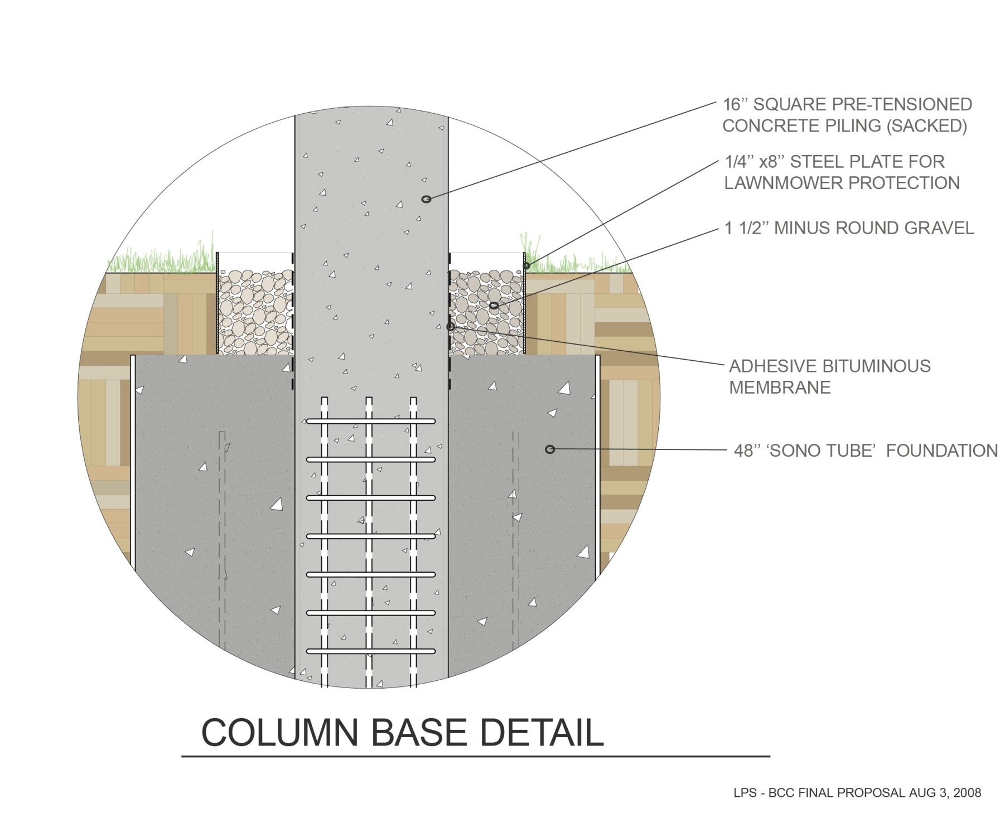 16’’ SQUARE PRE-TENSIONED
CONCRETE PILING (SACKED)
1/4’’ x8’’ STEEL PLATE FOR
LAWNMOWER PROTECTION
1 1/2’’ MINUS ROUND GRAVEL
ADHESIVE BITUMINOUS
MEMBRANE
48’’ ‘SONO TUBE’ FOUNDATION
COLUMN BASE DETAIL
LPS - BCC FINAL PROPOSAL AUG 3, 2008